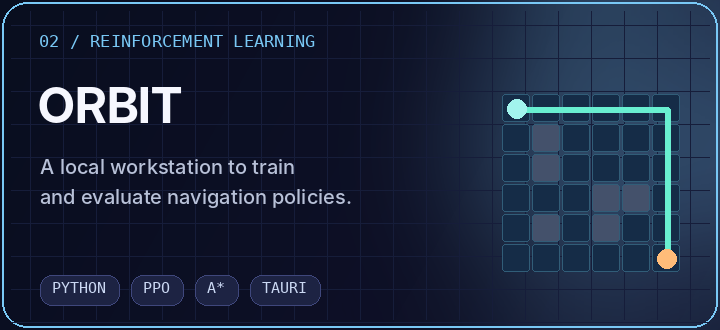 02 / REINFORCEMENT LEARNING
ORBIT
A local workstation to train
and evaluate navigation policies.
PYTHON PPO A* TAURI